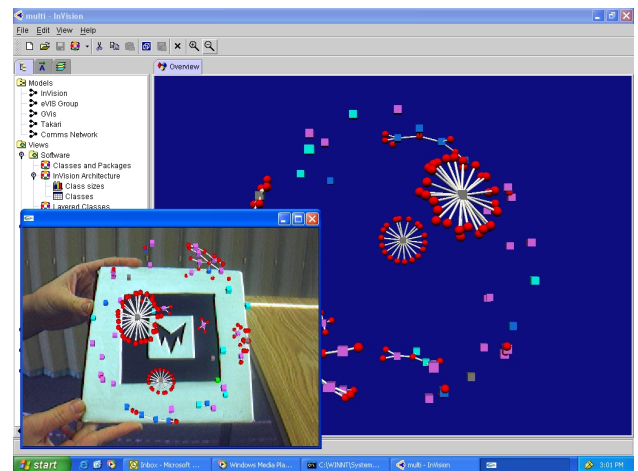 multi - InVision
File Edit View Help
Overview
Models
InVision
eVIS Group
GVis
Takari
Comms Network
Views
Software
Classes and Packages
InVision Architecture
Class sizes
Classes
Layered Classes
start
Inbox - Microsoft ...
Windows Media Pla...
C:\WINNT\System...
multi - InVision
3:01 PM